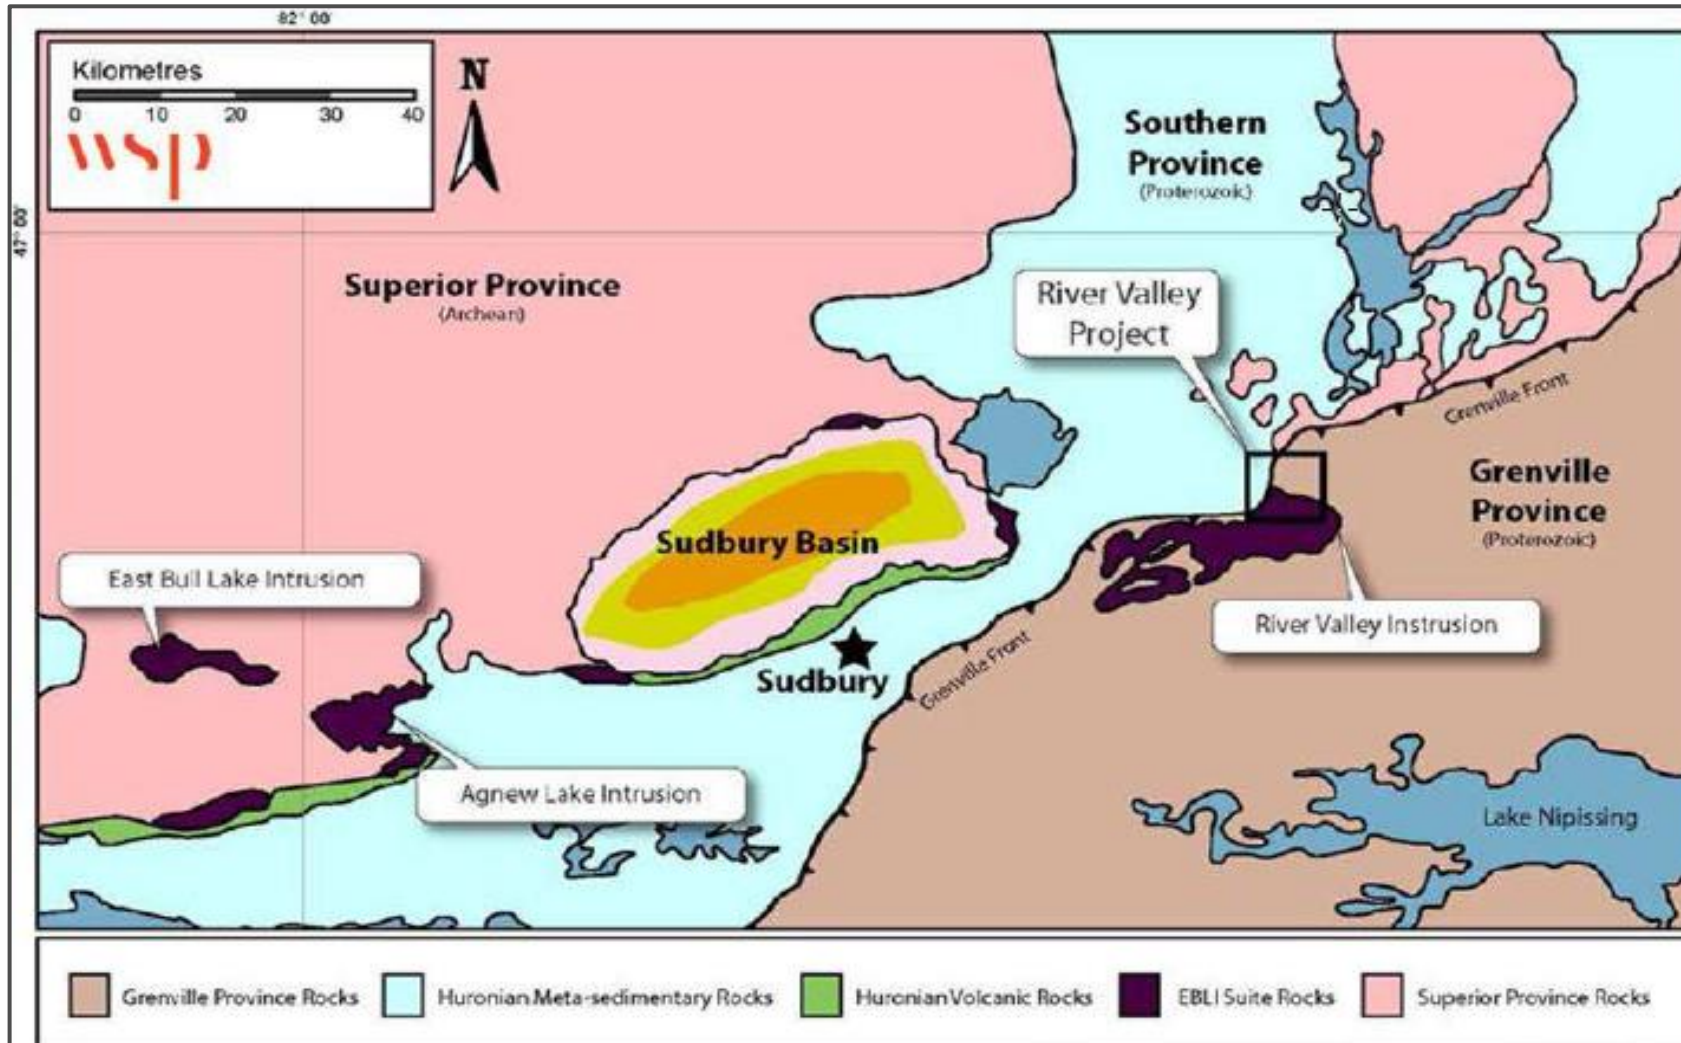 82° 00'
Kilometres
0 10 20 30 40
wsp
N
47° 00'
Southern
Province
(Proterozoic)
Superior Province
(Archean)
River Valley
Project
Grenville Front
Grenville
Province
(Proterozoic)
Sudbury Basin
East Bull Lake Intrusion
River Valley Instrusion
Sudbury
Grenville Front
Agnew Lake Intrusion
Lake Nipissing
Grenville Province Rocks
Huronian Meta-sedimentary Rocks
Huronian Volcanic Rocks
EBLI Suite Rocks
Superior Province Rocks